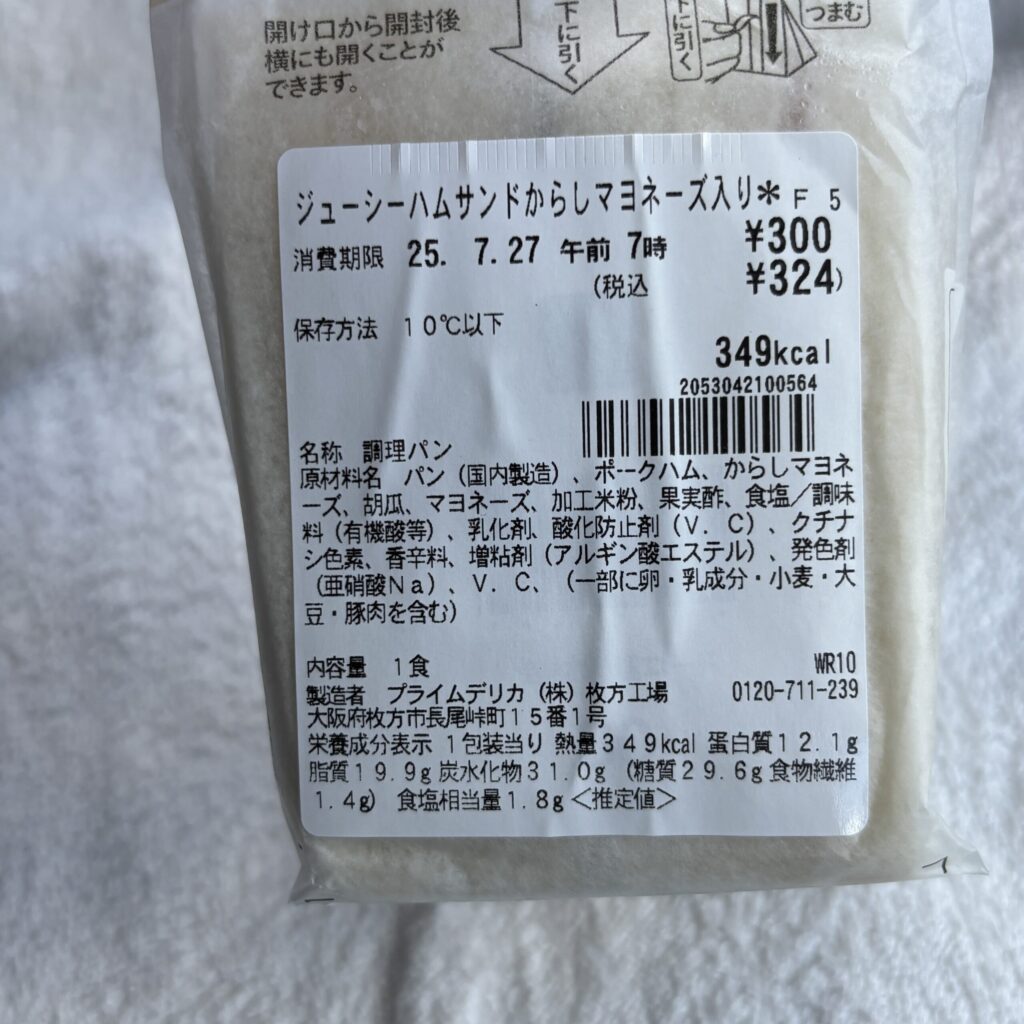 開け口から開封後
横にも開くことが
できます。
下に引く
下に引く
つまむ
ジューシーハムサンドからしマヨネーズ入り* F 5
消費期限 25. 7.27 午前 7時 ¥300
(税込 ¥324)
保存方法 10℃以下
349kcal
2053042100564
名称 調理パン
原材料名 パン(国内製造)、ポークハム、からしマヨネ
ーズ、胡瓜、マヨネーズ、加工米粉、果実酢、食塩/調味
料(有機酸等)、乳化剤、酸化防止剤(V.C)、クチナ
シ色素、香辛料、増粘剤(アルギン酸エステル)、発色剤
(亜硝酸Na)、V.C、(一部に卵・乳成分・小麦・大
豆・豚肉を含む)
内容量 1食 WR10
製造者 プライムデリカ(株)枚方工場 0120-711-239
大阪府枚方市長尾峠町15番1号
栄養成分表示 1包装当り 熱量349kcal 蛋白質12.1g
脂質19.9g 炭水化物31.0g (糖質29.6g 食物繊維
1.4g) 食塩相当量1.8g <推定値>